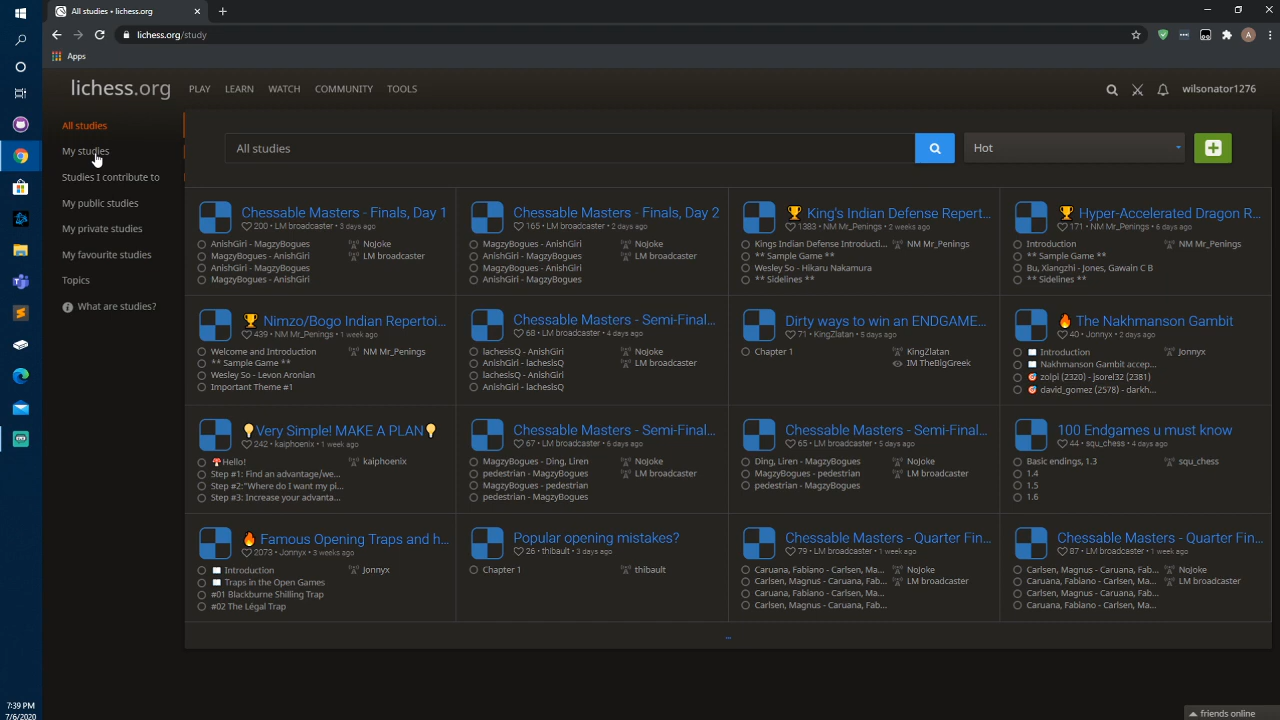 All studies • lichess.org
lichess.org/study
A
Apps
lichess.org PLAY LEARN WATCH COMMUNITY TOOLS wilsonator1276
All studies
My studies
Studies I contribute to
My public studies
My private studies
My favourite studies
Topics
What are studies?
All studies Hot
Chessable Masters - Finals, Day 1
200 • LM broadcaster • 3 days ago
AnishGiri - MagzyBogues NoJoke
MagzyBogues - AnishGiri LM broadcaster
AnishGiri - MagzyBogues
MagzyBogues - AnishGiri
Chessable Masters - Finals, Day 2
165 • LM broadcaster • 2 days ago
MagzyBogues - AnishGiri NoJoke
AnishGiri - MagzyBogues LM broadcaster
MagzyBogues - AnishGiri
AnishGiri - MagzyBogues
🏆 King's Indian Defense Repert...
1383 • NM Mr_Penings • 2 weeks ago
Kings Indian Defense Introducti... NM Mr_Penings
** Sample Game **
Wesley So - Hikaru Nakamura
** Sidelines **
🏆 Hyper-Accelerated Dragon R...
171 • NM Mr_Penings • 6 days ago
Introduction NM Mr_Penings
** Sample Game **
Bu, Xiangzhi - Jones, Gawain C B
** Sidelines **
🏆 Nimzo/Bogo Indian Repertoi...
439 • NM Mr_Penings • 1 week ago
Welcome and Introduction NM Mr_Penings
** Sample Game **
Wesley So - Levon Aronian
Important Theme #1
Chessable Masters - Semi-Final...
68 • LM broadcaster • 4 days ago
lachesisQ - AnishGiri NoJoke
AnishGiri - lachesisQ LM broadcaster
lachesisQ - AnishGiri
AnishGiri - lachesisQ
Dirty ways to win an ENDGAME...
71 • KingZlatan • 5 days ago
Chapter 1 KingZlatan
IM TheBigGreek
🔥 The Nakhmanson Gambit
40 • Jonnyx • 2 days ago
📖 Introduction Jonnyx
📖 Nakhmanson Gambit accep...
🎯 zolpi (2320) - jsorel32 (2381)
🎯 david_gomez (2578) - darkh...
💡Very Simple! MAKE A PLAN💡
242 • kaiphoenix • 1 week ago
🍄Hello! kaiphoenix
Step #1: Find an advantage/we...
Step #2:"Where do I want my pi...
Step #3: Increase your advanta...
Chessable Masters - Semi-Final...
67 • LM broadcaster • 6 days ago
MagzyBogues - Ding, Liren NoJoke
pedestrian - MagzyBogues LM broadcaster
MagzyBogues - pedestrian
pedestrian - MagzyBogues
Chessable Masters - Semi-Final...
65 • LM broadcaster • 5 days ago
Ding, Liren - MagzyBogues NoJoke
MagzyBogues - pedestrian LM broadcaster
pedestrian - MagzyBogues
100 Endgames u must know
44 • squ_chess • 4 days ago
Basic endings, 1.3 squ_chess
1.4
1.5
1.6
🔥 Famous Opening Traps and h...
2073 • Jonnyx • 3 weeks ago
📖 Introduction Jonnyx
📖 Traps in the Open Games
#01 Blackburne Shilling Trap
#02 The Légal Trap
Popular opening mistakes?
26 • thibault • 3 days ago
Chapter 1 thibault
Chessable Masters - Quarter Fin...
79 • LM broadcaster • 1 week ago
Caruana, Fabiano - Carlsen, Ma... NoJoke
Carlsen, Magnus - Caruana, Fab... LM broadcaster
Caruana, Fabiano - Carlsen, Ma...
Carlsen, Magnus - Caruana, Fab...
Chessable Masters - Quarter Fin...
87 • LM broadcaster • 1 week ago
Carlsen, Magnus - Caruana, Fab... NoJoke
Caruana, Fabiano - Carlsen, Ma... LM broadcaster
Carlsen, Magnus - Caruana, Fab...
Caruana, Fabiano - Carlsen, Ma...
...
friends online
7:39 PM
7/6/2020